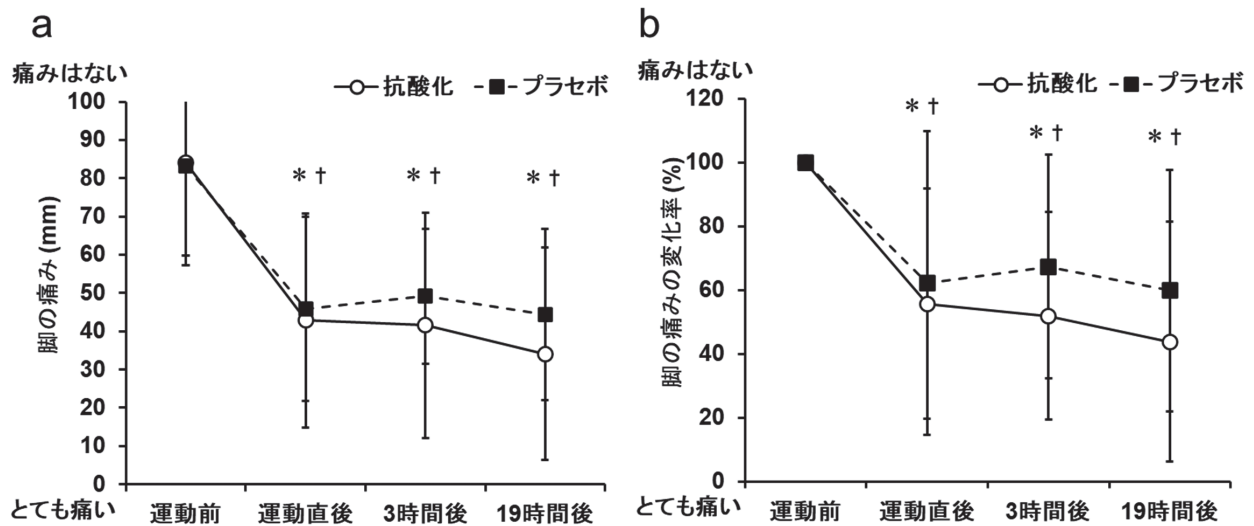 a
痛みはない
抗酸化
プラセボ
100
90
80
70
60
50
40
30
20
10
0
脚の痛み (mm)
* †
* †
* †
とても痛い
運動前
運動直後
3時間後
19時間後
b
痛みはない
抗酸化
プラセボ
120
100
80
60
40
20
0
脚の痛みの変化率 (%)
* †
* †
* †
とても痛い
運動前
運動直後
3時間後
19時間後